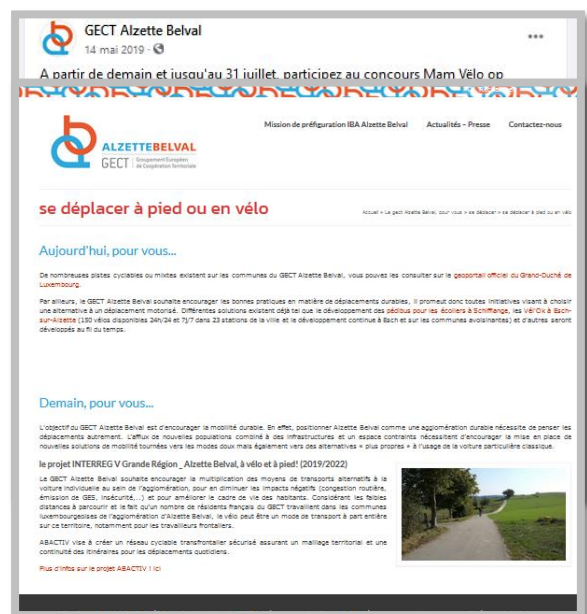 GECT Alzette Belval
14 mai 2019 ·
A partir de demain et jusqu'au 31 juillet, participez au concours Mam Vëlo op
Mission de préfiguration IBA Alzette Belval Actualités – Presse Contactez-nous
ALZETTEBELVAL
GECT Groupement Européen
de Coopération Territoriale
se déplacer à pied ou en vélo
Accueil » Le gect Alzette Belval, pour vous » se déplacer » se déplacer à pied ou en vélo
Aujourd'hui, pour vous...
De nombreuses pistes cyclables ou mixtes existent sur les communes du GECT Alzette Belval, vous pouvez les consulter sur le geoportail officiel du Grand-Duché de
Luxembourg.
Par ailleurs, le GECT Alzette Belval souhaite encourager les bonnes pratiques en matière de déplacements durables, il promeut donc toutes initiatives visant à choisir
une alternative à un déplacement motorisé. Différentes solutions existent déjà tel que le développement des pédibus pour les écoliers à Schifflange, les Vél'Ok à Esch-
sur-Alzette (150 vélos disponibles 24h/24 et 7j/7 dans 23 stations de la ville et le développement continue à Esch et sur les communes avoisinantes) et d'autres seront
développés au fil du temps.
Demain, pour vous...
L'objectif du GECT Alzette Belval est d'encourager la mobilité durable. En effet, positionner Alzette Belval comme une agglomération durable nécessite de penser les
déplacements autrement. L'afflux de nouvelles populations combiné à des infrastructures et un espace contraints nécessitent d'encourager la mise en place de
nouvelles solutions de mobilité tournées vers les modes doux mais également vers des alternatives « plus propres » à l'usage de la voiture particulière classique.
le projet INTERREG V Grande Région _ Alzette Belval, à vélo et à pied! (2019/2022)
Le GECT Alzette Belval souhaite encourager la multiplication des moyens de transports alternatifs à la
voiture individuelle au sein de l'agglomération, pour en diminuer les impacts négatifs (congestion routière,
émission de GES, insécurité,..) et pour améliorer le cadre de vie des habitants. Considérant les faibles
distances à parcourir et le fait qu'un nombre de résidents français du GECT travaillent dans les communes
luxembourgeoises de l'agglomération d'Alzette Belval, le vélo peut être un mode de transport à part entière
sur ce territoire, notamment pour les travailleurs frontaliers.
ABACTIV vise à créer un réseau cyclable transfrontalier sécurisé assurant un maillage territorial et une
continuité des itinéraires pour les déplacements quotidiens.
Plus d'infos sur le projet ABACTIV ! ici